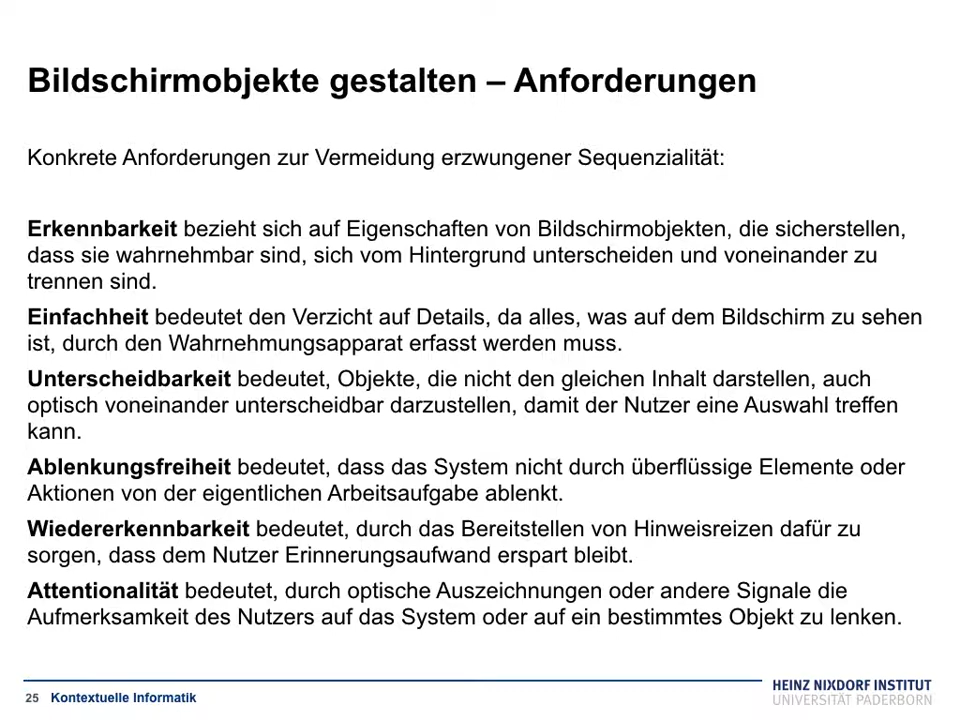 Bildschirmobjekte gestalten – Anforderungen
Konkrete Anforderungen zur Vermeidung erzwungener Sequenzialität:
Erkennbarkeit bezieht sich auf Eigenschaften von Bildschirmobjekten, die sicherstellen,
dass sie wahrnehmbar sind, sich vom Hintergrund unterscheiden und voneinander zu
trennen sind.
Einfachheit bedeutet den Verzicht auf Details, da alles, was auf dem Bildschirm zu sehen
ist, durch den Wahrnehmungsapparat erfasst werden muss.
Unterscheidbarkeit bedeutet, Objekte, die nicht den gleichen Inhalt darstellen, auch
optisch voneinander unterscheidbar darzustellen, damit der Nutzer eine Auswahl treffen
kann.
Ablenkungsfreiheit bedeutet, dass das System nicht durch überflüssige Elemente oder
Aktionen von der eigentlichen Arbeitsaufgabe ablenkt.
Wiedererkennbarkeit bedeutet, durch das Bereitstellen von Hinweisreizen dafür zu
sorgen, dass dem Nutzer Erinnerungsaufwand erspart bleibt.
Attentionalität bedeutet, durch optische Auszeichnungen oder andere Signale die
Aufmerksamkeit des Nutzers auf das System oder auf ein bestimmtes Objekt zu lenken.
25 Kontextuelle Informatik
HEINZ NIXDORF INSTITUT
UNIVERSITÄT PADERBORN